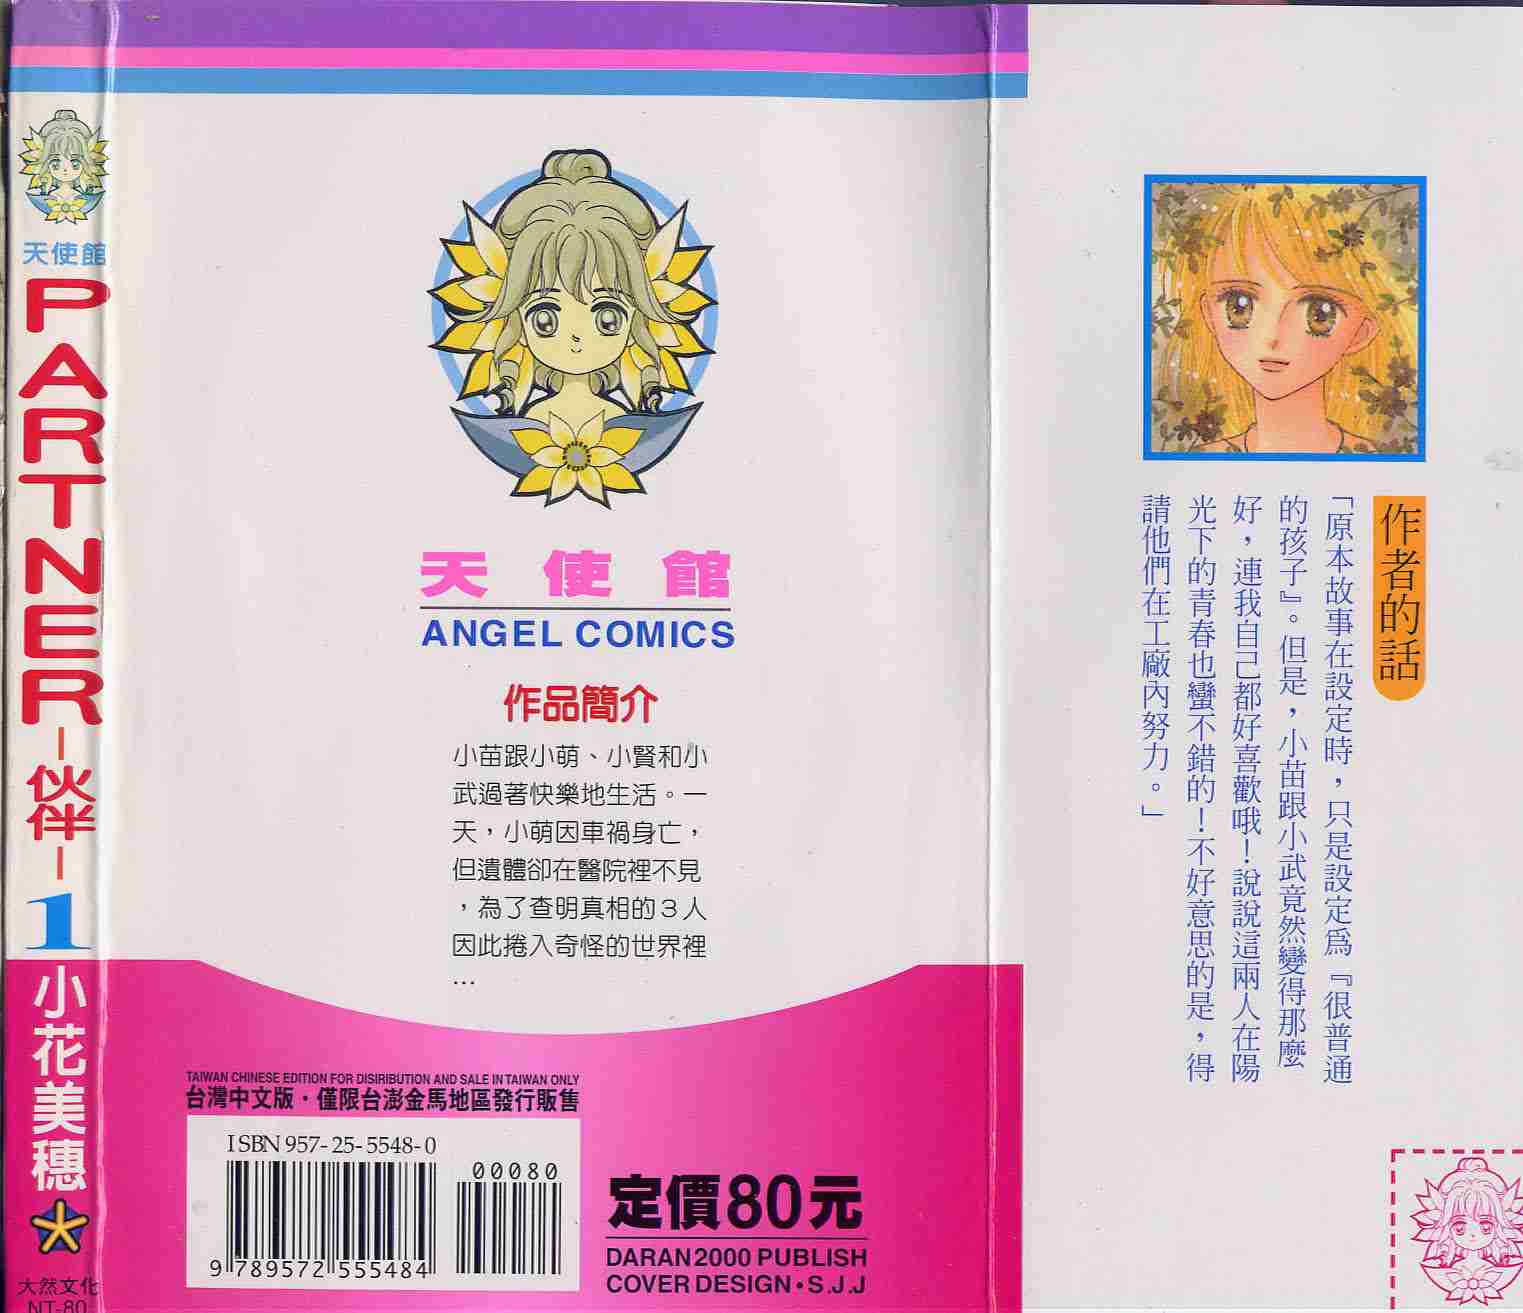 天使館
PARTNER
－伙伴－
1
小花美穗
大然文化
NT-80
天使館
ANGEL COMICS
作品簡介
小苗跟小萌、小賢和小
武過著快樂地生活。一
天，小萌因車禍身亡，
但遺體卻在醫院裡不見
，為了查明真相的３人
因此捲入奇怪的世界裡
…
TAIWAN CHINESE EDITION FOR DISIRIBUTION AND SALE IN TAIWAN ONLY
台灣中文版・僅限台澎金馬地區發行販售
ISBN 957-25-5548-0
00080
9 789572 555484
定價80元
DARAN 2000 PUBLISH
COVER DESIGN・S.J.J
作者的話
「原本故事在設定時，只是設定爲『很普通
的孩子』。但是，小苗跟小武竟然變得那麼
好，連我自己都好喜歡哦！說說這兩人在陽
光下的青春也蠻不錯的！不好意思的是，得
請他們在工廠內努力。」